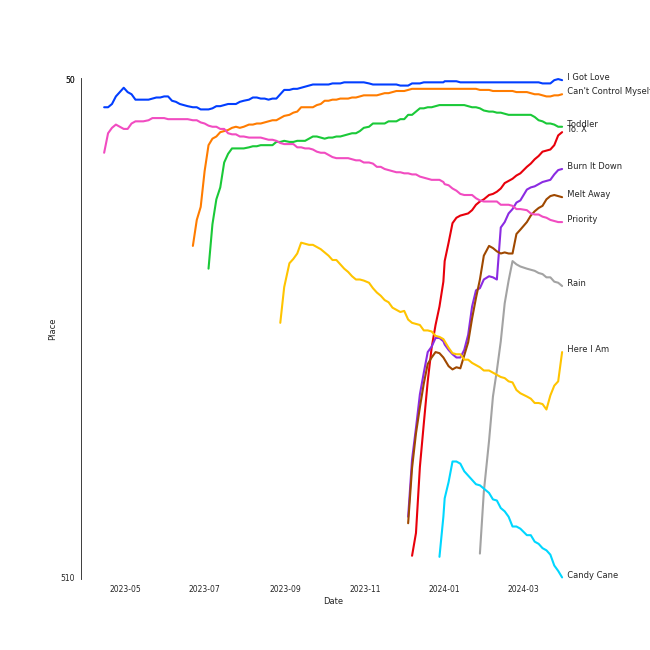 50
I Got Love
Can't Control Mysel
Toddler
To. X
Burn It Down
Melt Away
Priority
Rain
Here I Am
Candy Cane
510
Place
2023-05 2023-07 2023-09 2023-11 2024-01 2024-03
Date